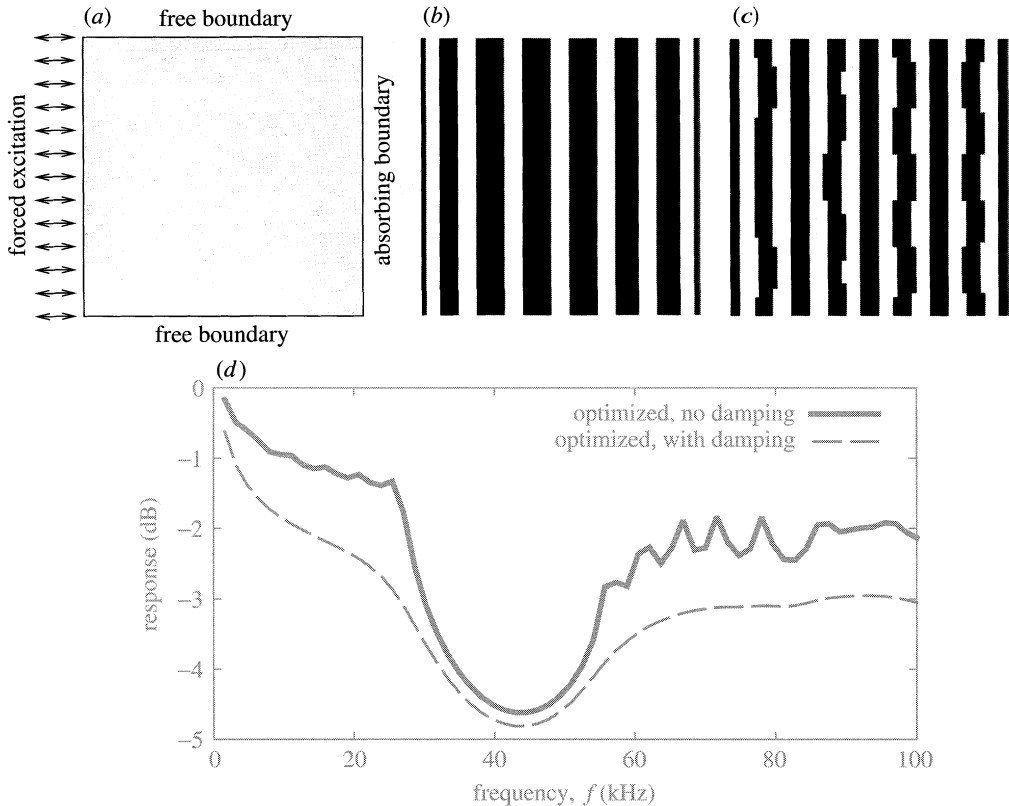 (a)
free boundary
forced excitation
absorbing boundary
free boundary
(b)
(c)
(d)
0
−1
−2
−3
−4
−5
response (dB)
optimized, no damping
optimized, with damping
0
20
40
60
80
100
frequency, f (kHz)